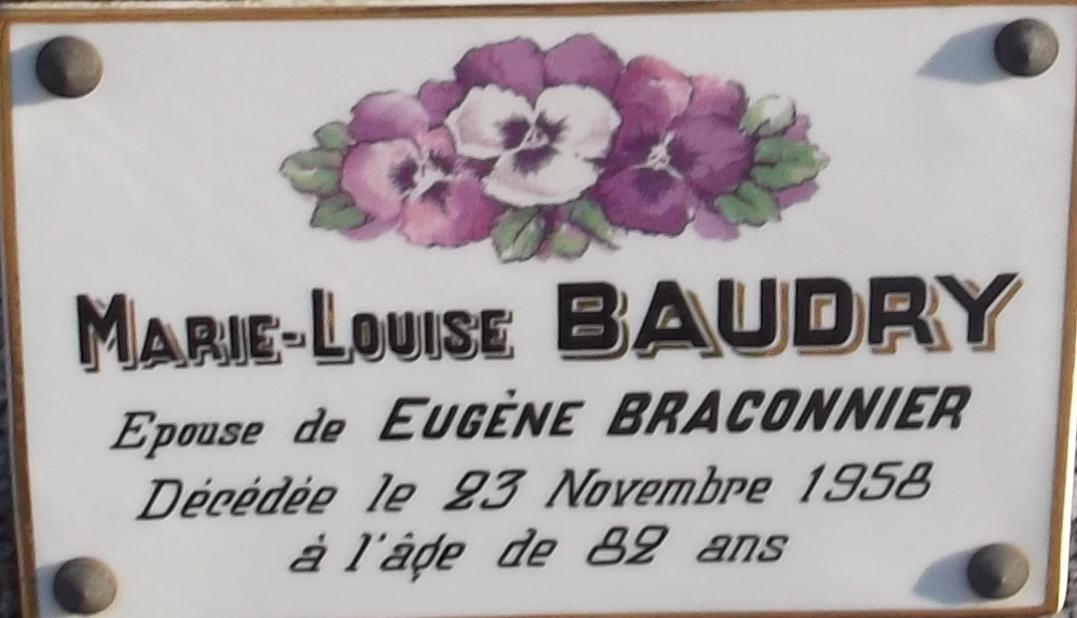 MARIE-LOUISE BAUDRY
Epouse de EUGÈNE BRACONNIER
Décédée le 23 Novembre 1958
à l'âge de 82 ans